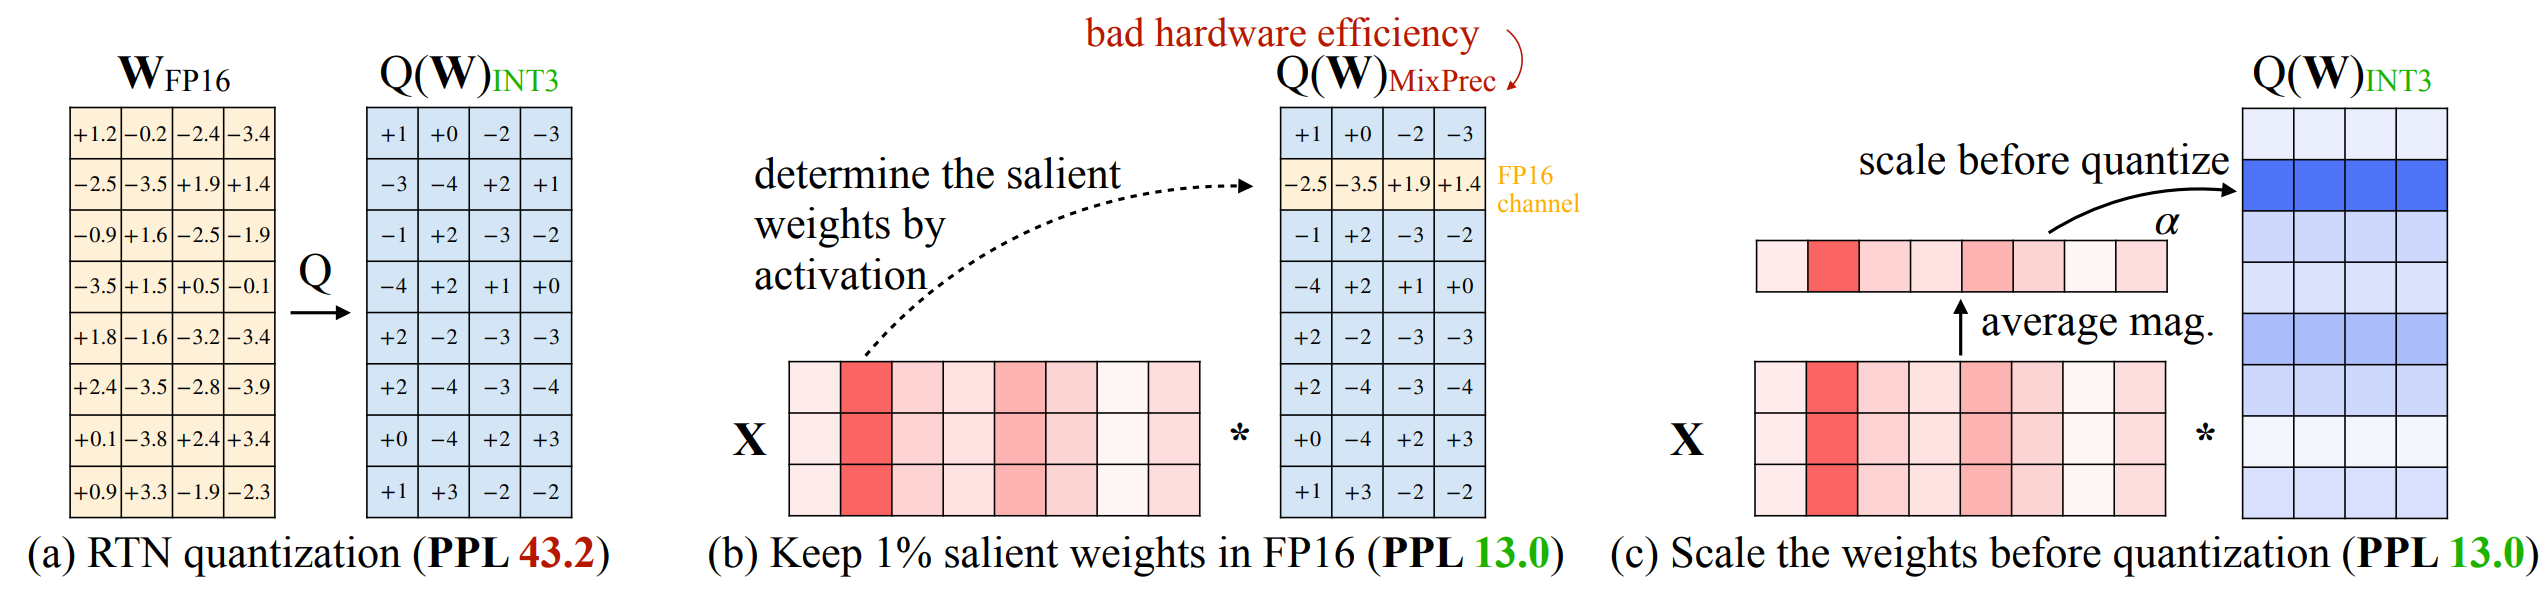 bad hardware efficiency
W_FP16
Q(W)_INT3
Q(W)_MixPrec
Q(W)_INT3
+1.2 −0.2 −2.4 −3.4
−2.5 −3.5 +1.9 +1.4
−0.9 +1.6 −2.5 −1.9
−3.5 +1.5 +0.5 −0.1
+1.8 −1.6 −3.2 −3.4
+2.4 −3.5 −2.8 −3.9
+0.1 −3.8 +2.4 +3.4
+0.9 +3.3 −1.9 −2.3
Q
+1 +0 −2 −3
−3 −4 +2 +1
−1 +2 −3 −2
−4 +2 +1 +0
+2 −2 −3 −3
+2 −4 −3 −4
+0 −4 +2 +3
+1 +3 −2 −2
(a) RTN quantization (PPL 43.2)
determine the salient
weights by
activation
X
*
+1 +0 −2 −3
−2.5 −3.5 +1.9 +1.4
−1 +2 −3 −2
−4 +2 +1 +0
+2 −2 −3 −3
+2 −4 −3 −4
+0 −4 +2 +3
+1 +3 −2 −2
FP16
channel
(b) Keep 1% salient weights in FP16 (PPL 13.0)
scale before quantize
α
average mag.
X
*
(c) Scale the weights before quantization (PPL 13.0)